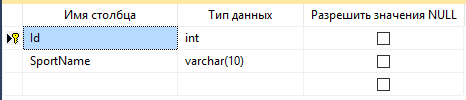 Имя столбца Тип данных Разрешить значения NULL
Id int
SportName varchar(10)